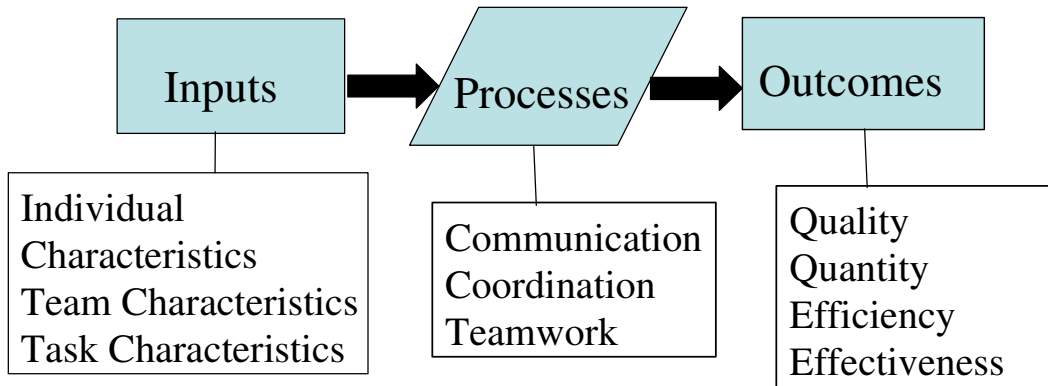 Inputs
Processes
Outcomes
Individual
Characteristics
Team Characteristics
Task Characteristics
Communication
Coordination
Teamwork
Quality
Quantity
Efficiency
Effectiveness